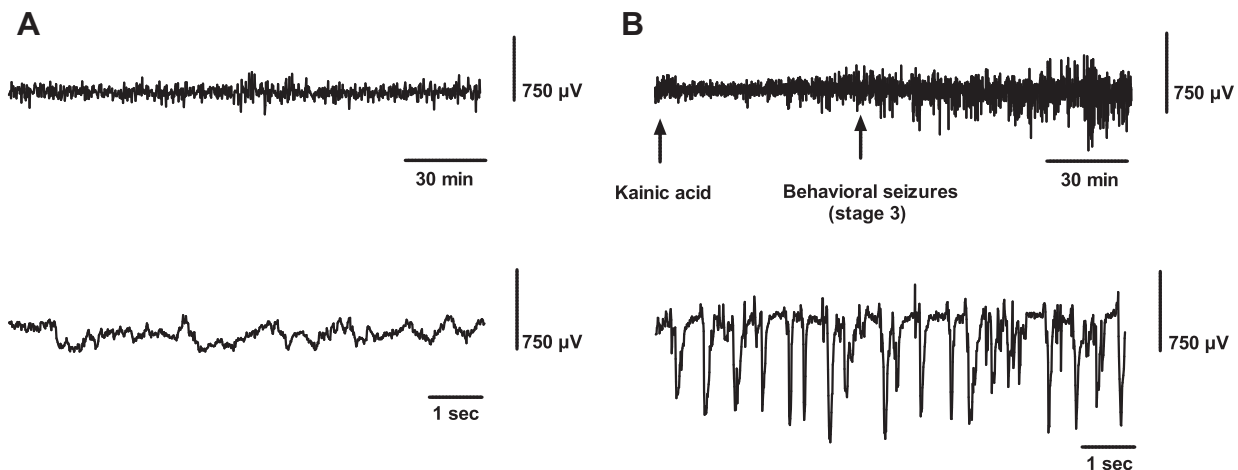 A
B
750 µV
750 µV
30 min
30 min
Kainic acid
Behavioral seizures
(stage 3)
750 µV
750 µV
1 sec
1 sec